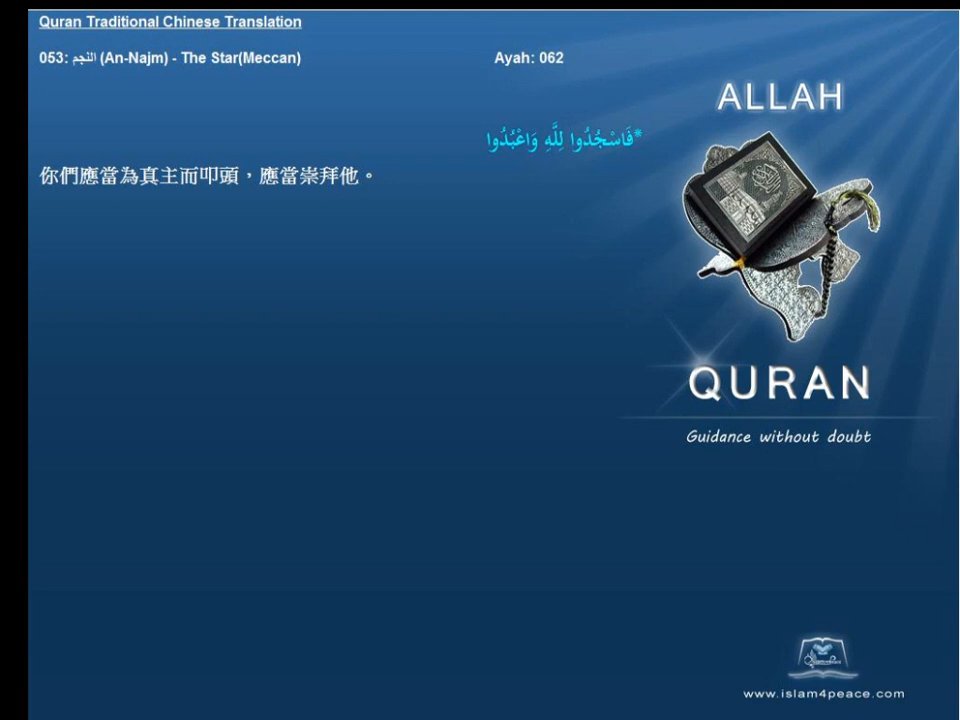 Quran Traditional Chinese Translation
053: النجم (An-Najm) - The Star(Meccan)
Ayah: 062
ALLAH
*فَاسْجُدُوا لِلَّهِ وَاعْبُدُوا
你們應當為真主而叩頭，應當崇拜他。
QURAN
Guidance without doubt
www.islam4peace.com